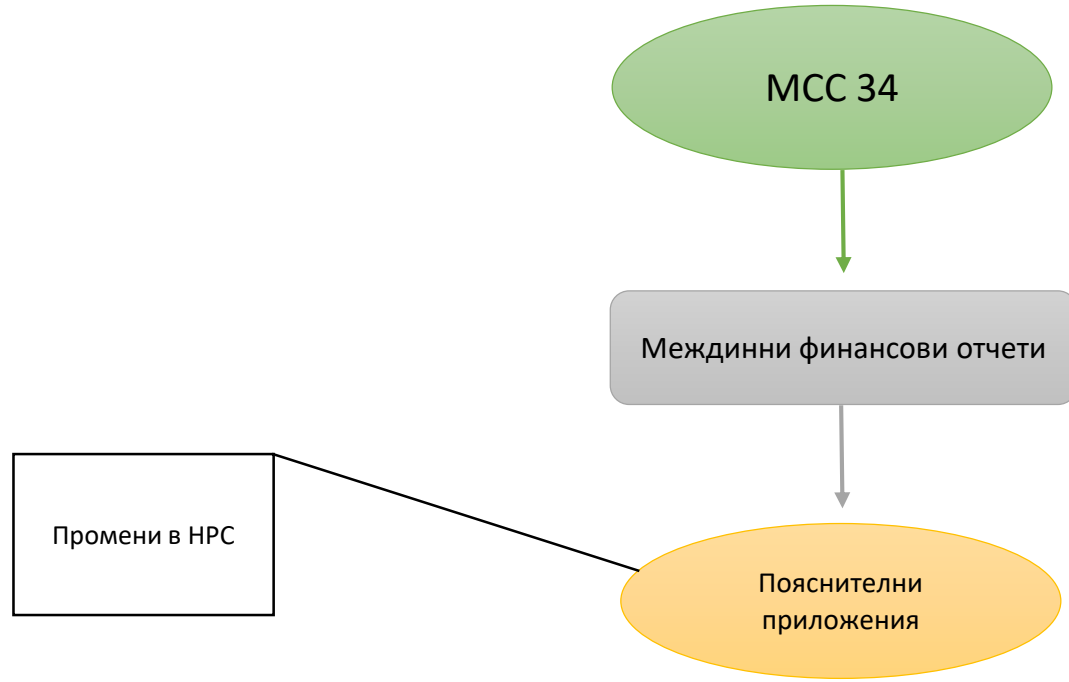 МСС 34
Междинни финансови отчети
Промени в НРС
Пояснителни
приложения